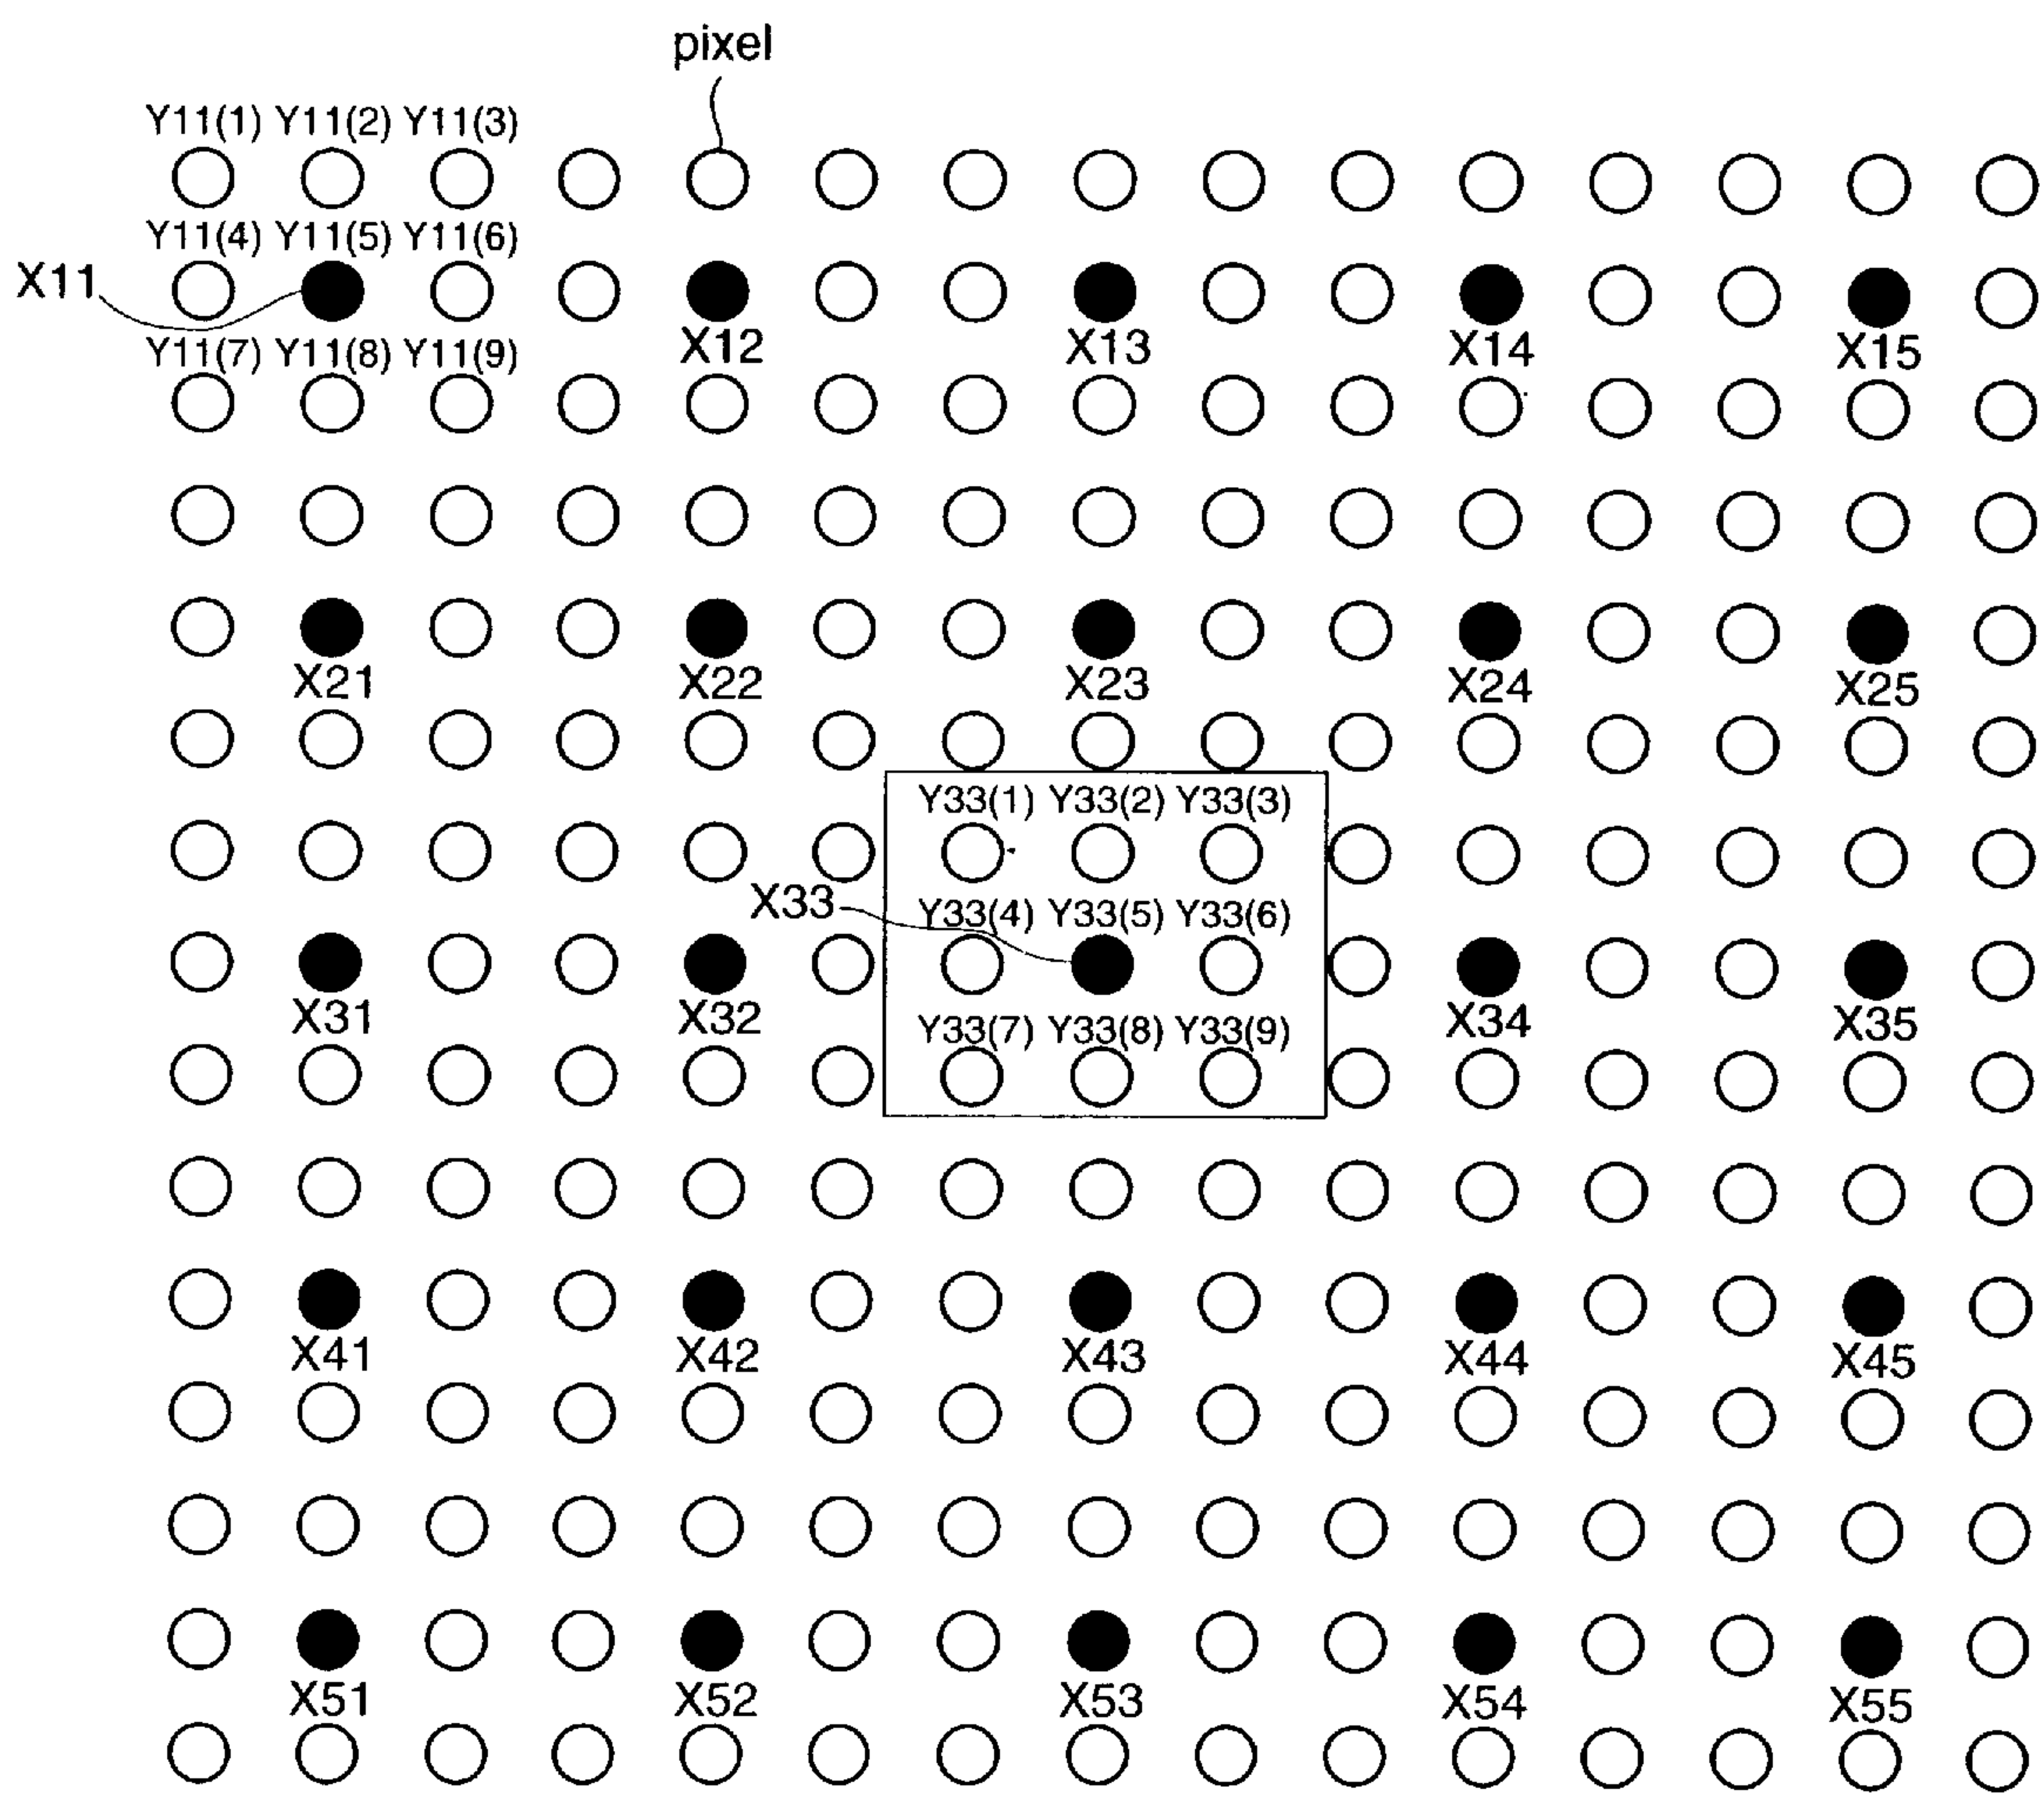 pixel
Y11(1) Y11(2) Y11(3)
Y11(4) Y11(5) Y11(6)
X11
X12 X13 X14 X15
Y11(7) Y11(8) Y11(9)
X21 X22 X23 X24 X25
Y33(1) Y33(2) Y33(3)
X33
Y33(4) Y33(5) Y33(6)
X31 X32 X34 X35
Y33(7) Y33(8) Y33(9)
X41 X42 X43 X44 X45
X51 X52 X53 X54 X55